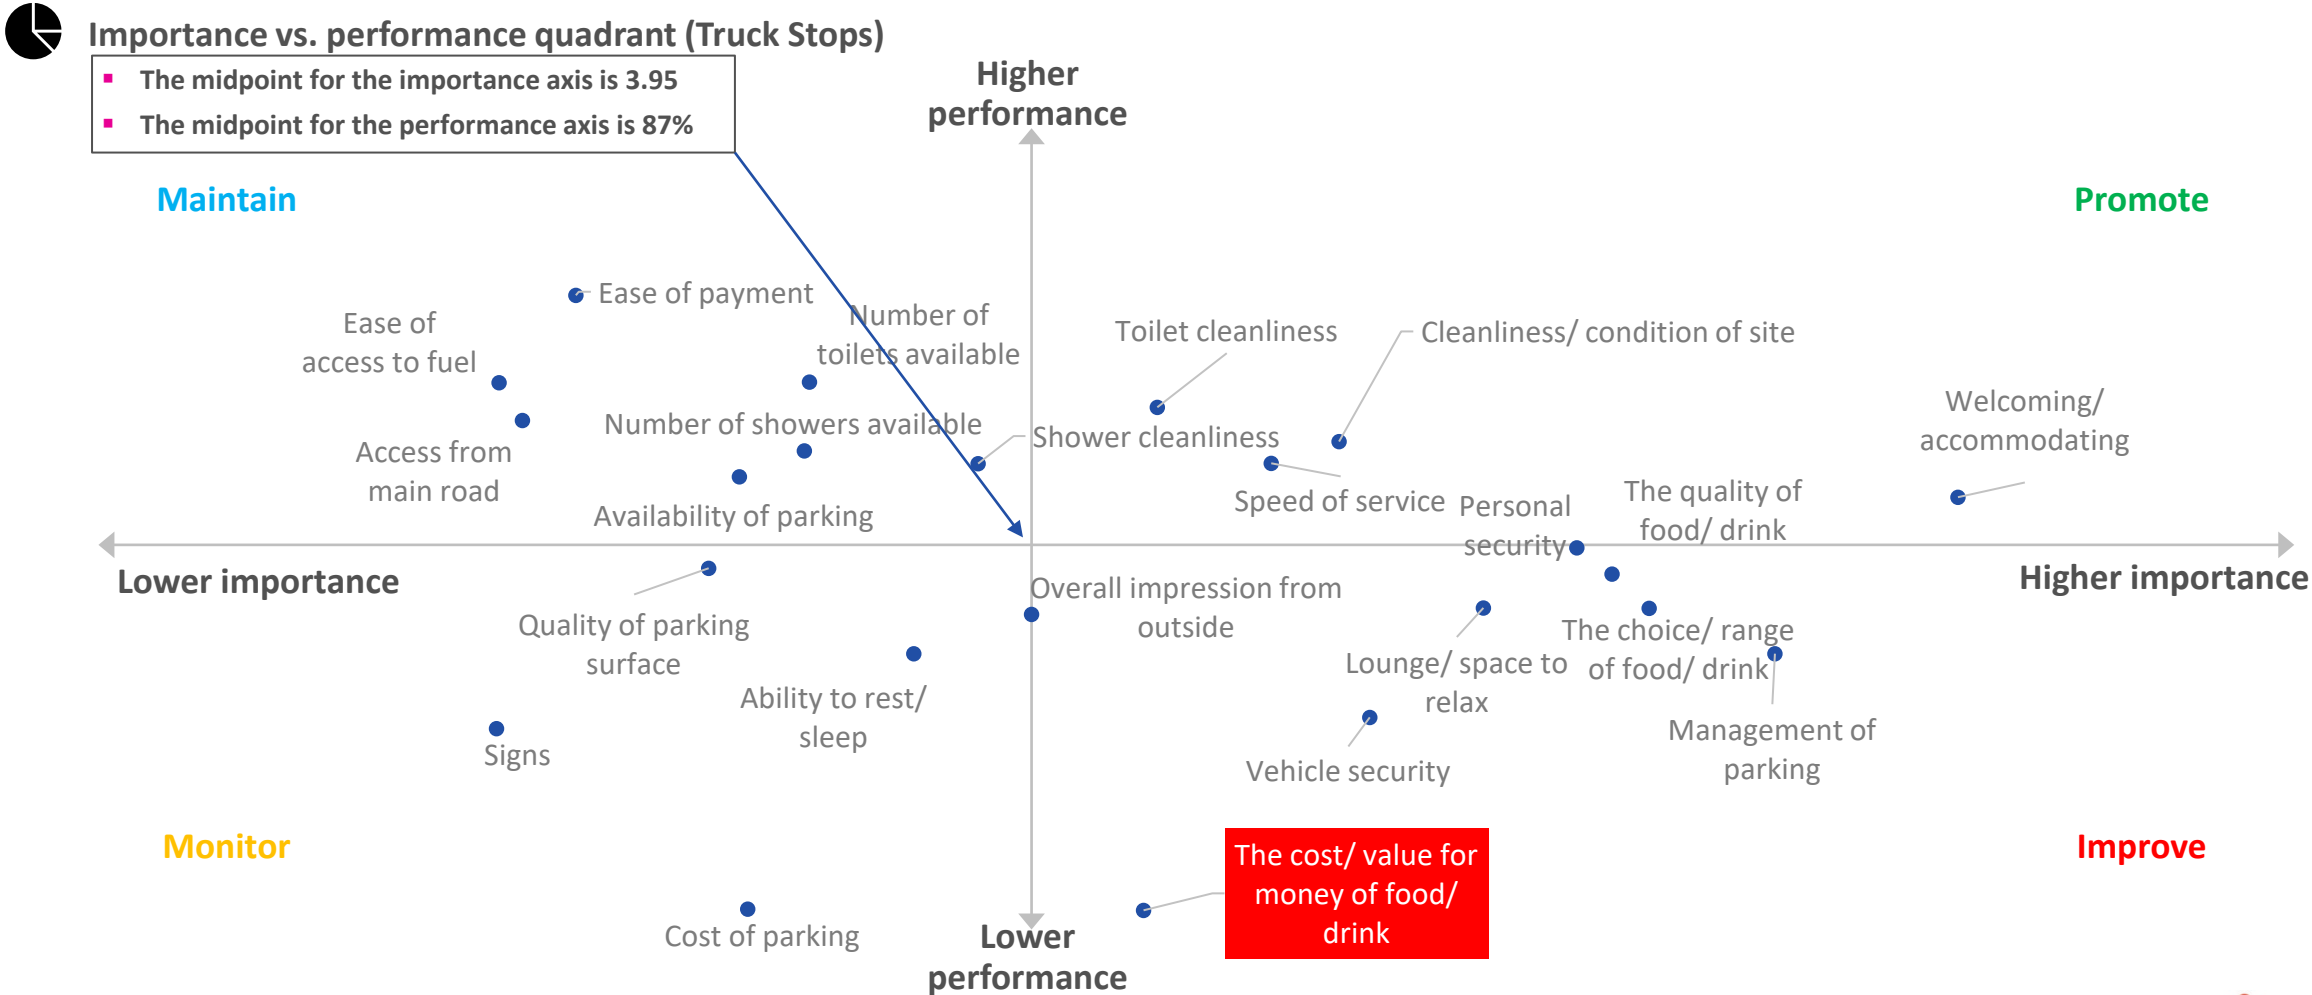 Importance vs. performance quadrant (Truck Stops)
The midpoint for the importance axis is 3.95
The midpoint for the performance axis is 87%
Higher
performance
Maintain
Promote
Ease of payment
Number of
toilets available
Ease of
access to fuel
Toilet cleanliness
Cleanliness/ condition of site
Welcoming/
accommodating
Number of showers available
Shower cleanliness
Access from
main road
Availability of parking
Speed of service
Personal
security
The quality of
food/ drink
Lower importance
Higher importance
Overall impression from
outside
Quality of parking
surface
Lounge/ space to
relax
The choice/ range
of food/ drink
Ability to rest/
sleep
Signs
Vehicle security
Management of
parking
Monitor
Improve
The cost/ value for
money of food/
drink
Cost of parking
Lower
performance